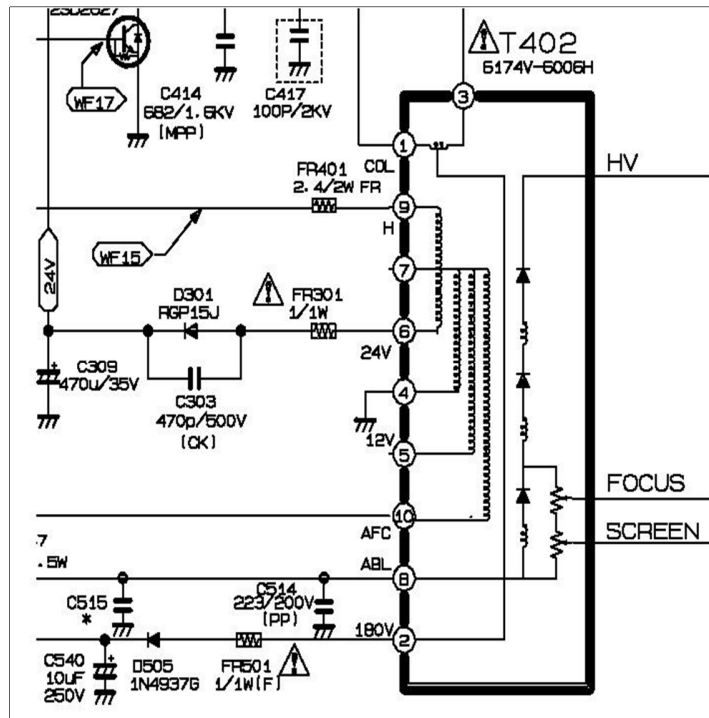 2SD2627
T402
6174V-6006H
3
WF17
C414
682/1.6KV
(MPP)
C417
100P/2KV
1
COL
HV
FR401
2.4/2W FR
9
H
WF15
24V
7
D301
RGP15J
FR301
1/1W
6
24V
C309
470u/35V
C303
470p/500V
(CK)
4
12V
5
FOCUS
10
AFC
SCREEN
7
.5W
ABL
8
C515
*
C514
223/200V
(PP)
180V
2
C540
10uF
250V
D505
1N4937G
FR501
1/1W(F)